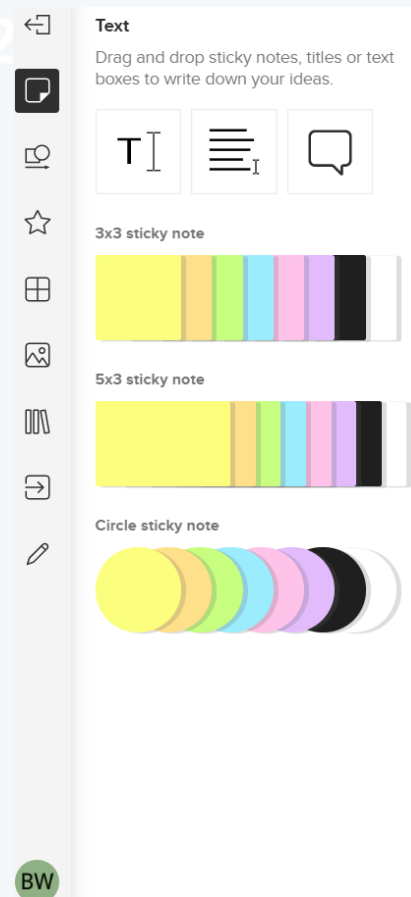 Text
Drag and drop sticky notes, titles or text
boxes to write down your ideas.
T
3x3 sticky note
5x3 sticky note
Circle sticky note
BW